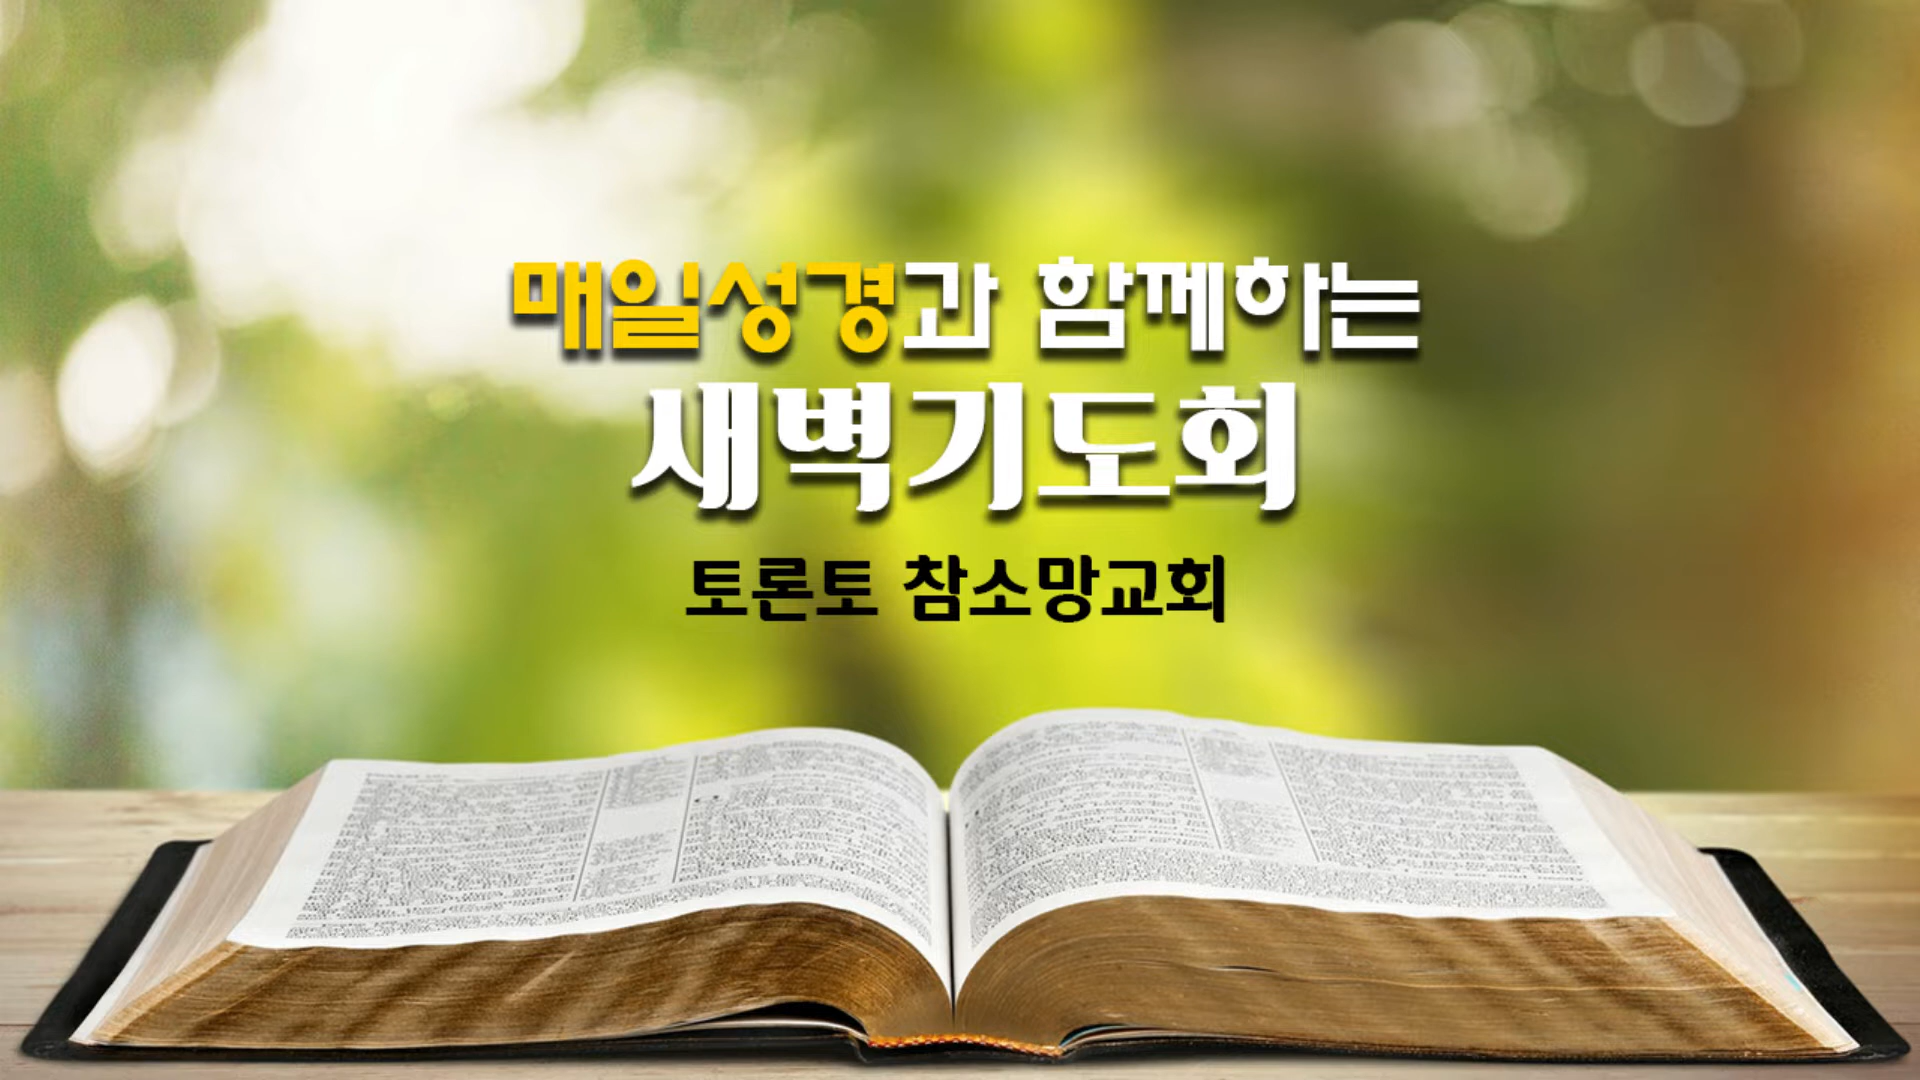 매일성경과 함께하는
새벽기도회
토론토 참소망교회